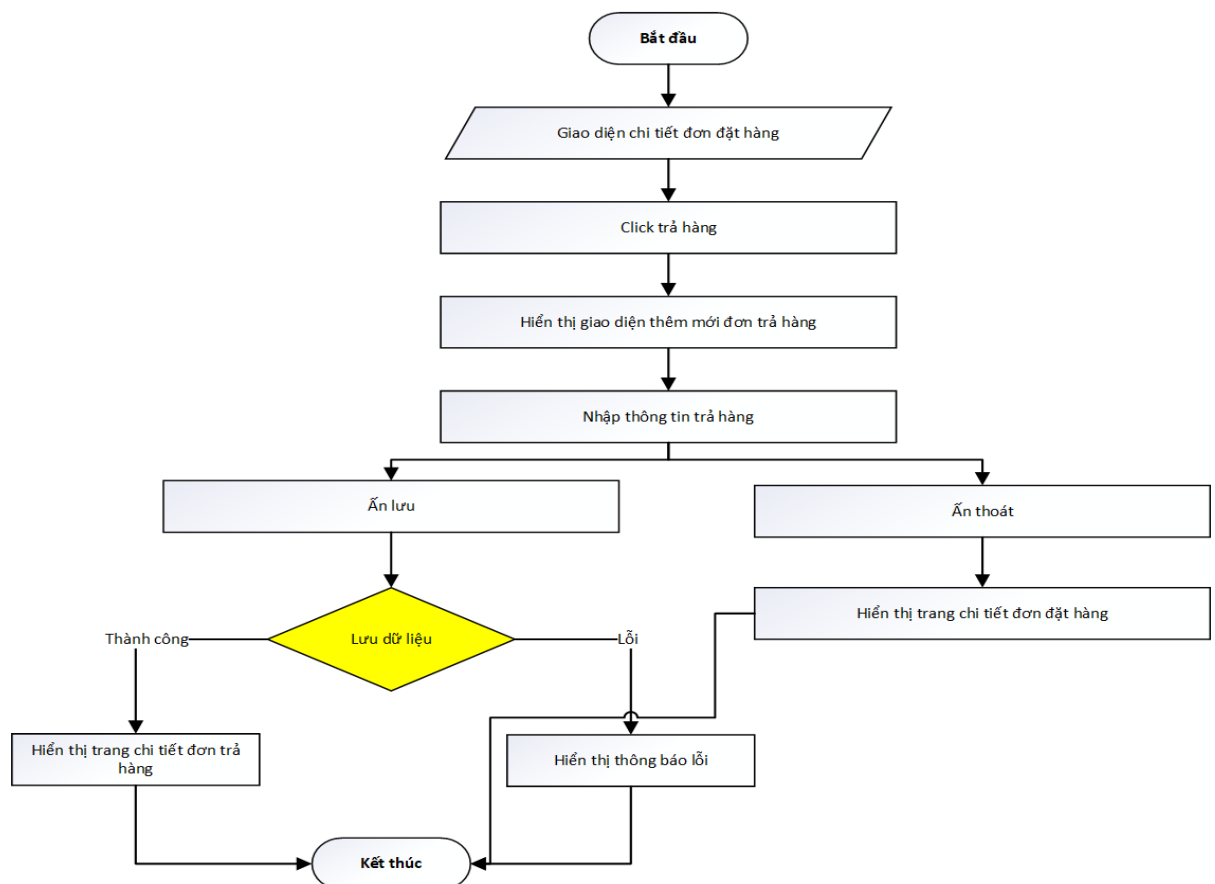 Bắt đầu
Giao diện chi tiết đơn đặt hàng
Click trả hàng
Hiển thị giao diện thêm mới đơn trả hàng
Nhập thông tin trả hàng
Ấn lưu
Ấn thoát
Hiển thị trang chi tiết đơn đặt hàng
Thành công
Lưu dữ liệu
Lỗi
Hiển thị trang chi tiết đơn trả
hàng
Hiển thị thông báo lỗi
Kết thúc